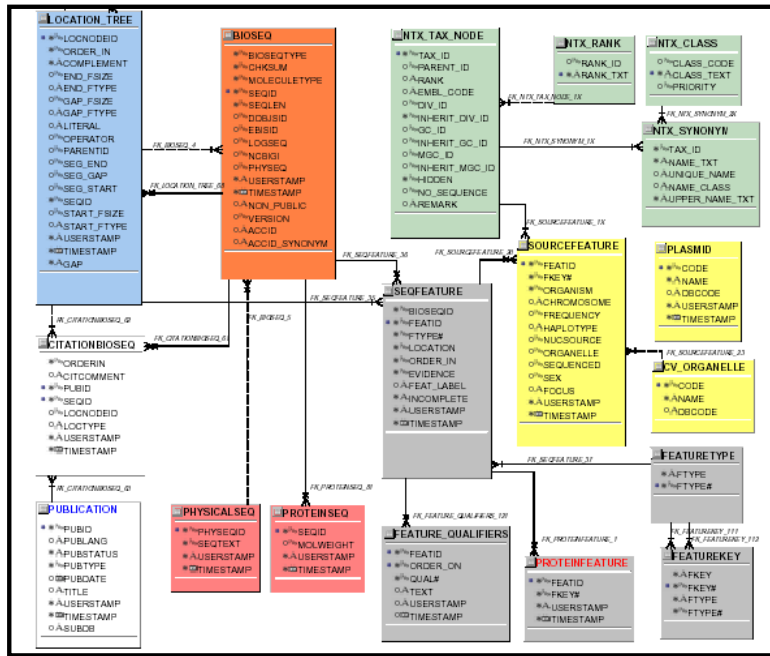 LOCATION_TREE
LOCNODEID
ORDER_IN
COMPLEMENT
END_FSIZE
END_FTYPE
GAP_FSIZE
GAP_FTYPE
LITERAL
OPERATOR
PARENTID
SEG_END
SEG_GAP
SEG_START
SEQID
START_FSIZE
START_FTYPE
USERSTAMP
TIMESTAMP
GAP
BIOSEQ
BIOSEQTYPE
CHKSUM
MOLECULETYPE
SEQID
SEQLEN
DOBJSID
EBISID
LOGSEQ
NCBIGI
PHYSEQ
USERSTAMP
TIMESTAMP
NON_PUBLIC
VERSION
ACCID
ACCID_SYNONYM
NTX_TAX_NODE
TAX_ID
PARENT_ID
RANK
EMBL_CODE
DIV_ID
INHERIT_DIV_ID
GC_ID
INHERIT_GC_ID
MGC_ID
INHERIT_MGC_ID
HIDDEN
NO_SEQUENCE
REMARK
NTX_RANK
RANK_ID
RANK_TXT
NTX_CLASS
CLASS_CODE
CLASS_TEXT
PRIORITY
FK_NTX_TAX_NODE_1X
FK_NTX_SYNONYM_2X
FK_NTX_SYNONYM_1X
NTX_SYNONYM
TAX_ID
NAME_TXT
UNIQUE_NAME
NAME_CLASS
UPPER_NAME_TXT
FK_BIOSEQ_4
FK_SOURCEFEATURE_1X
FK_SEQFEATURE_36
FK_SEQFEATURE_35
SEQFEATURE
BIOSEQID
FEATID
FTYPE#
LOCATION
ORDER_IN
EVIDENCE
FEAT_LABEL
INCOMPLETE
USERSTAMP
TIMESTAMP
SOURCEFEATURE
FEATID
FKEY#
ORGANISM
CHROMOSOME
FREQUENCY
HAPLOTYPE
NUCSOURCE
ORGANELLE
SEQUENCED
SEX
FOCUS
USERSTAMP
TIMESTAMP
PLASMID
CODE
NAME
DBCODE
USERSTAMP
TIMESTAMP
FK_SOURCEFEATURE_23
CV_ORGANELLE
CODE
NAME
DBCODE
FK_BIOSEQ_5
CITATIONBIOSEQ
ORDERIN
CITCOMMENT
PUBID
SEQID
LOCNODEID
LOCTYPE
USERSTAMP
TIMESTAMP
FK_SEQFEATURE_37
FEATURETYPE
FTYPE
FTYPE#
PUBLICATION
PUBID
PUBLANG
PUBSTATUS
PUBTYPE
PUBDATE
TITLE
USERSTAMP
TIMESTAMP
SUBDB
PHYSICALSEQ
PHYSEQID
SEQTEXT
USERSTAMP
TIMESTAMP
PROTEINSEQ
SEQID
MOLWEIGHT
USERSTAMP
TIMESTAMP
FEATURE_QUALIFIERS
FEATID
ORDER_ON
QUAL#
TEXT
USERSTAMP
TIMESTAMP
FK_PROTEINFEATURE_1
PROTEINFEATURE
FEATID
FKEY#
USERSTAMP
TIMESTAMP
FK_FEATUREKEY_111
FEATUREKEY
FKEY
FKEY#
FTYPE
FTYPE#